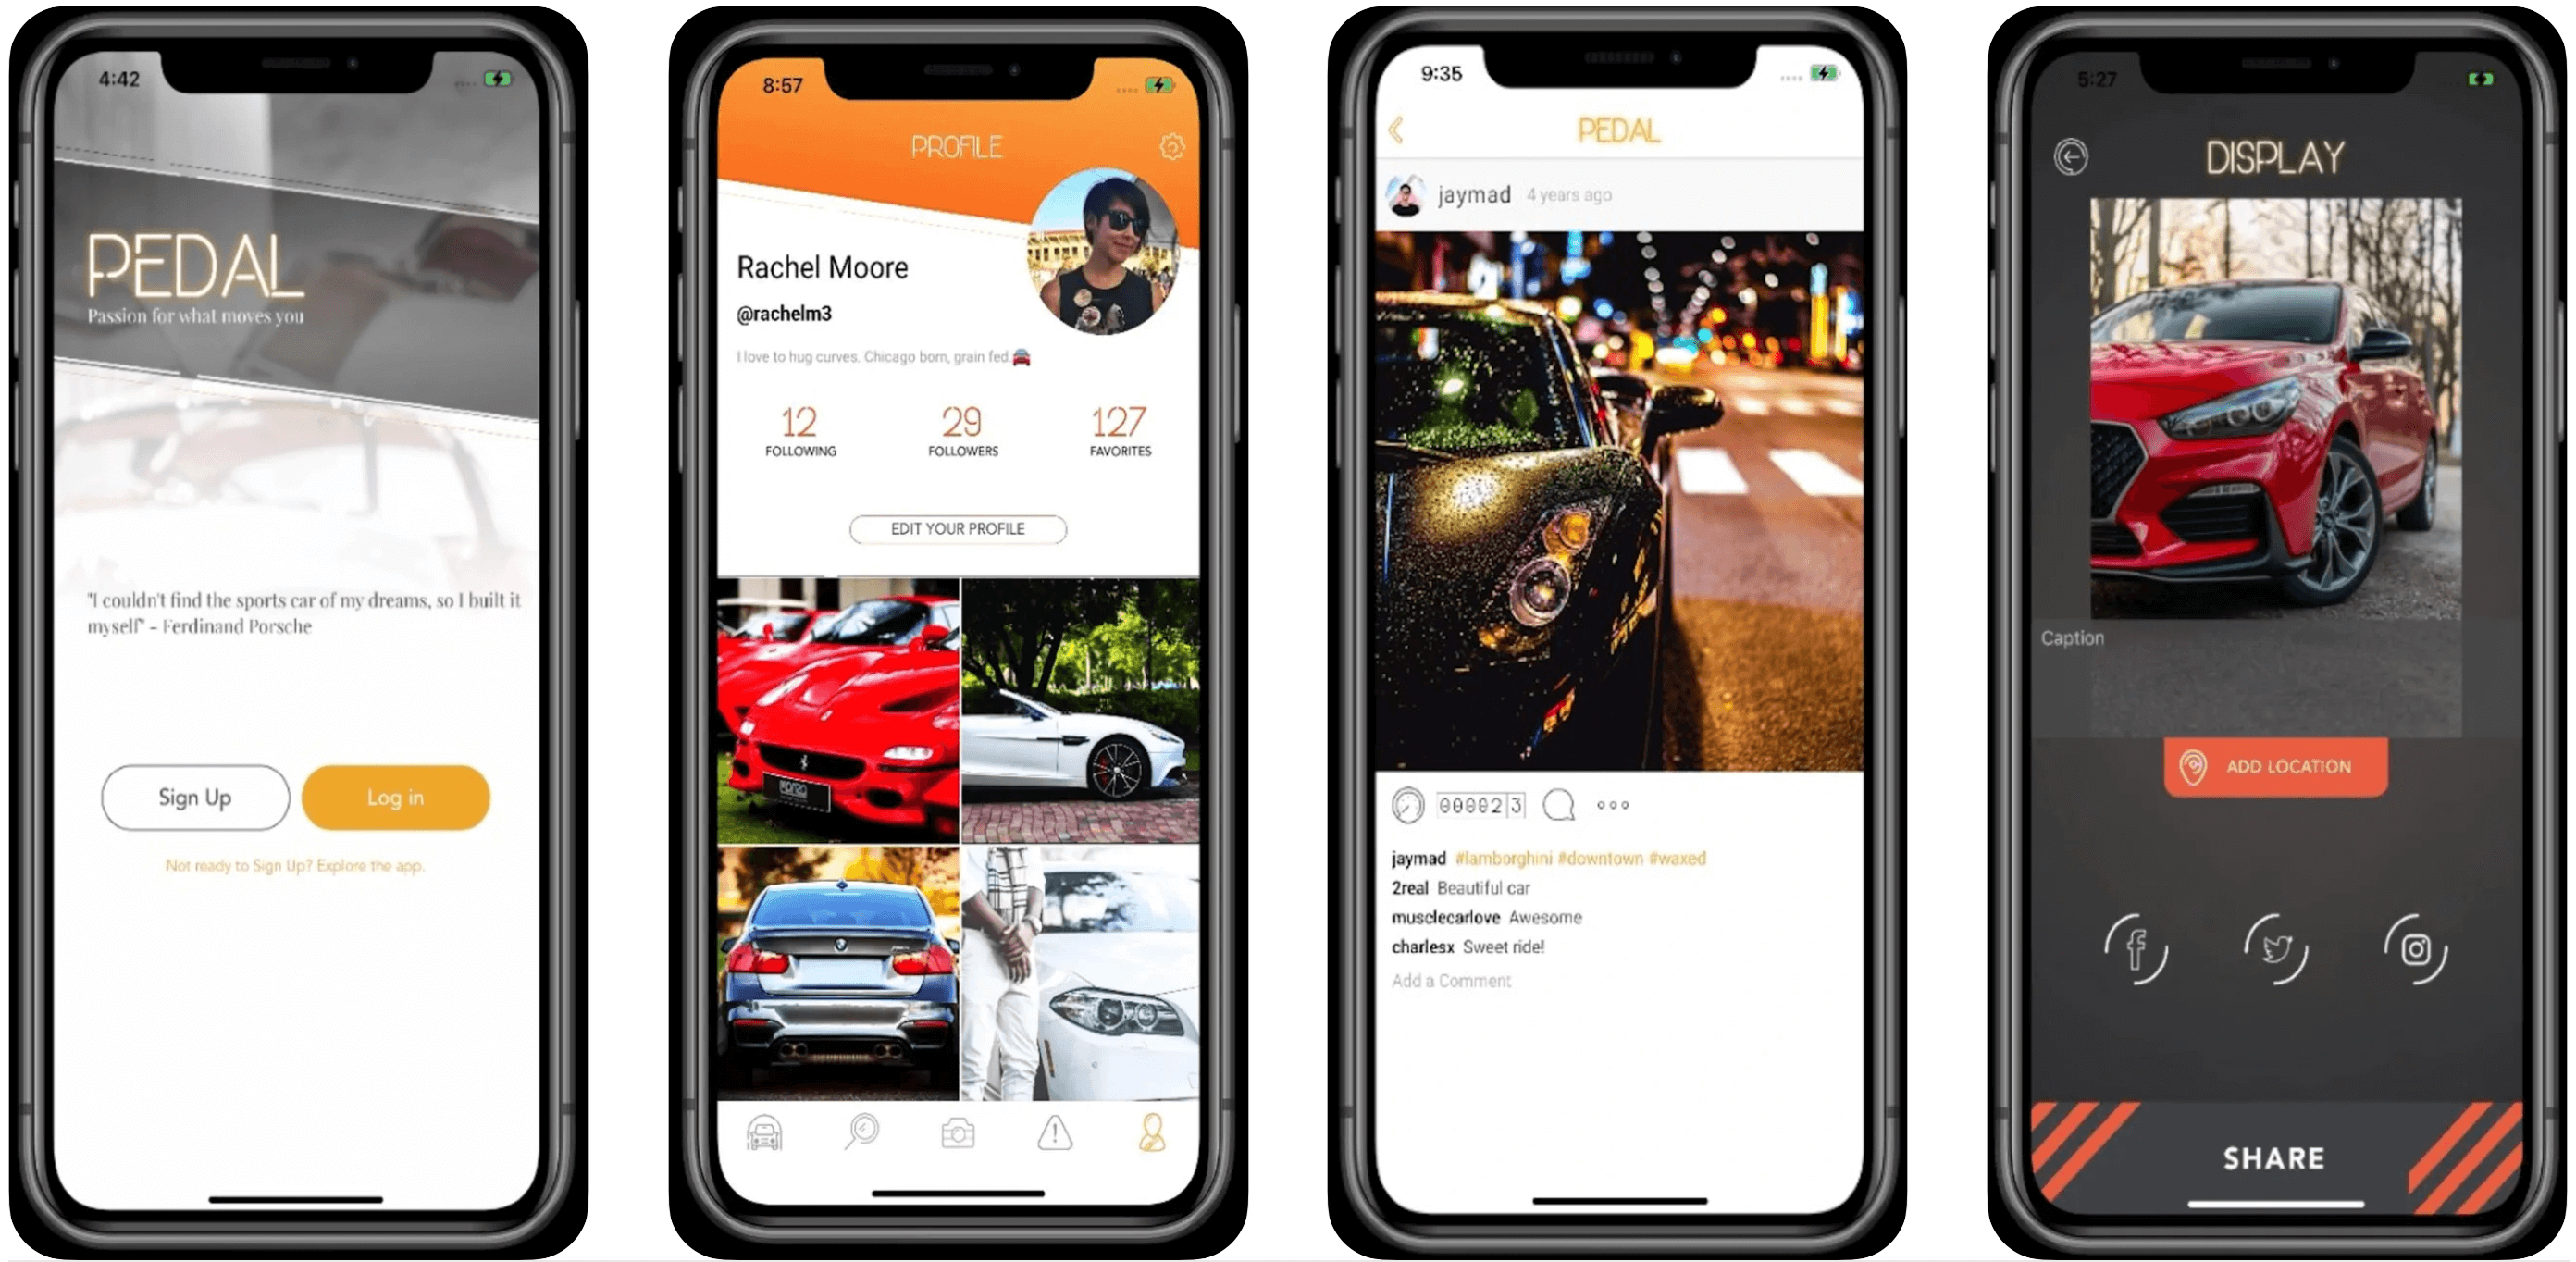 4:42
PEDAL
Passion for what moves you
"I couldn't find the sports car of my dreams, so I built it
myself" - Ferdinand Porsche
Sign Up
Log in
Not ready to Sign Up? Explore the app.
8:57
PROFILE
Rachel Moore
@rachelm3
I love to hug curves. Chicago born, grain fed
12
29
127
FOLLOWING
FOLLOWERS
FAVORITES
EDIT YOUR PROFILE
9:35
PEDAL
jaymad 4 years ago
000023
jaymad #lamborghini #downtown #waxed
2real Beautiful car
musclecarlove Awesome
charlesx Sweet ride!
Add a Comment
5:27
DISPLAY
Caption
ADD LOCATION
SHARE